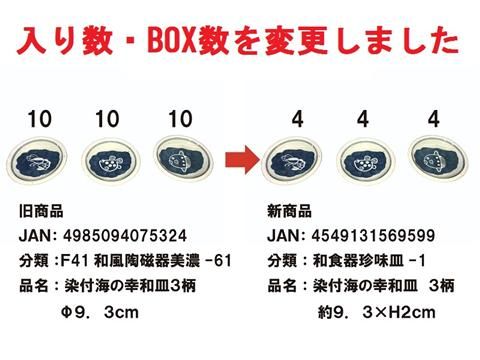 入り数・BOX数を変更しました
10 10 10 4 4 4
旧商品
JAN: 4985094075324
分類：F41 和風陶磁器美濃-61
品名：染付海の幸和皿3柄
Φ9．3cm
新商品
JAN: 4549131569599
分類：和食器珍味皿-1
品名：染付海の幸和皿 3柄
約9．3×H2cm